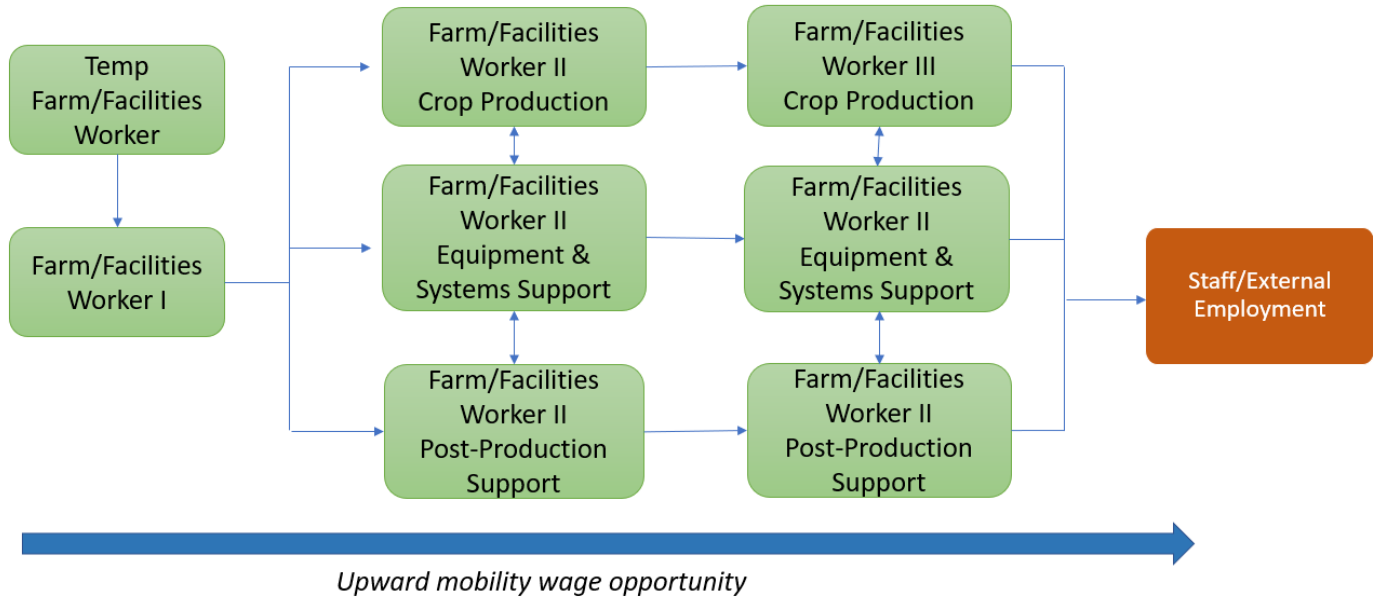 Temp
Farm/Facilities
Worker
Farm/Facilities
Worker I
Farm/Facilities
Worker II
Crop Production
Farm/Facilities
Worker II
Equipment &
Systems Support
Farm/Facilities
Worker II
Post-Production
Support
Farm/Facilities
Worker III
Crop Production
Farm/Facilities
Worker II
Equipment &
Systems Support
Farm/Facilities
Worker II
Post-Production
Support
Staff/External
Employment
Upward mobility wage opportunity